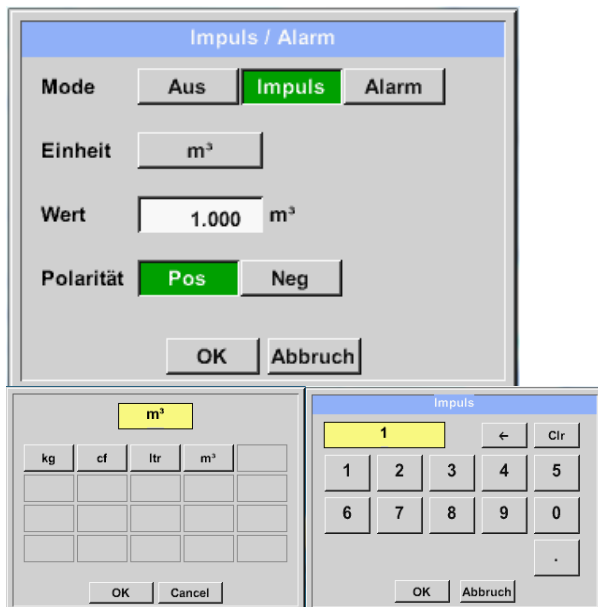 Impuls / Alarm
Mode Aus Impuls Alarm
Einheit m³
Wert 1.000 m³
Polarität Pos Neg
OK Abbruch
m³
kg cf ltr m³
OK Cancel
Impuls
1 ← Clr
1 2 3 4 5
6 7 8 9 0
.
OK Abbruch